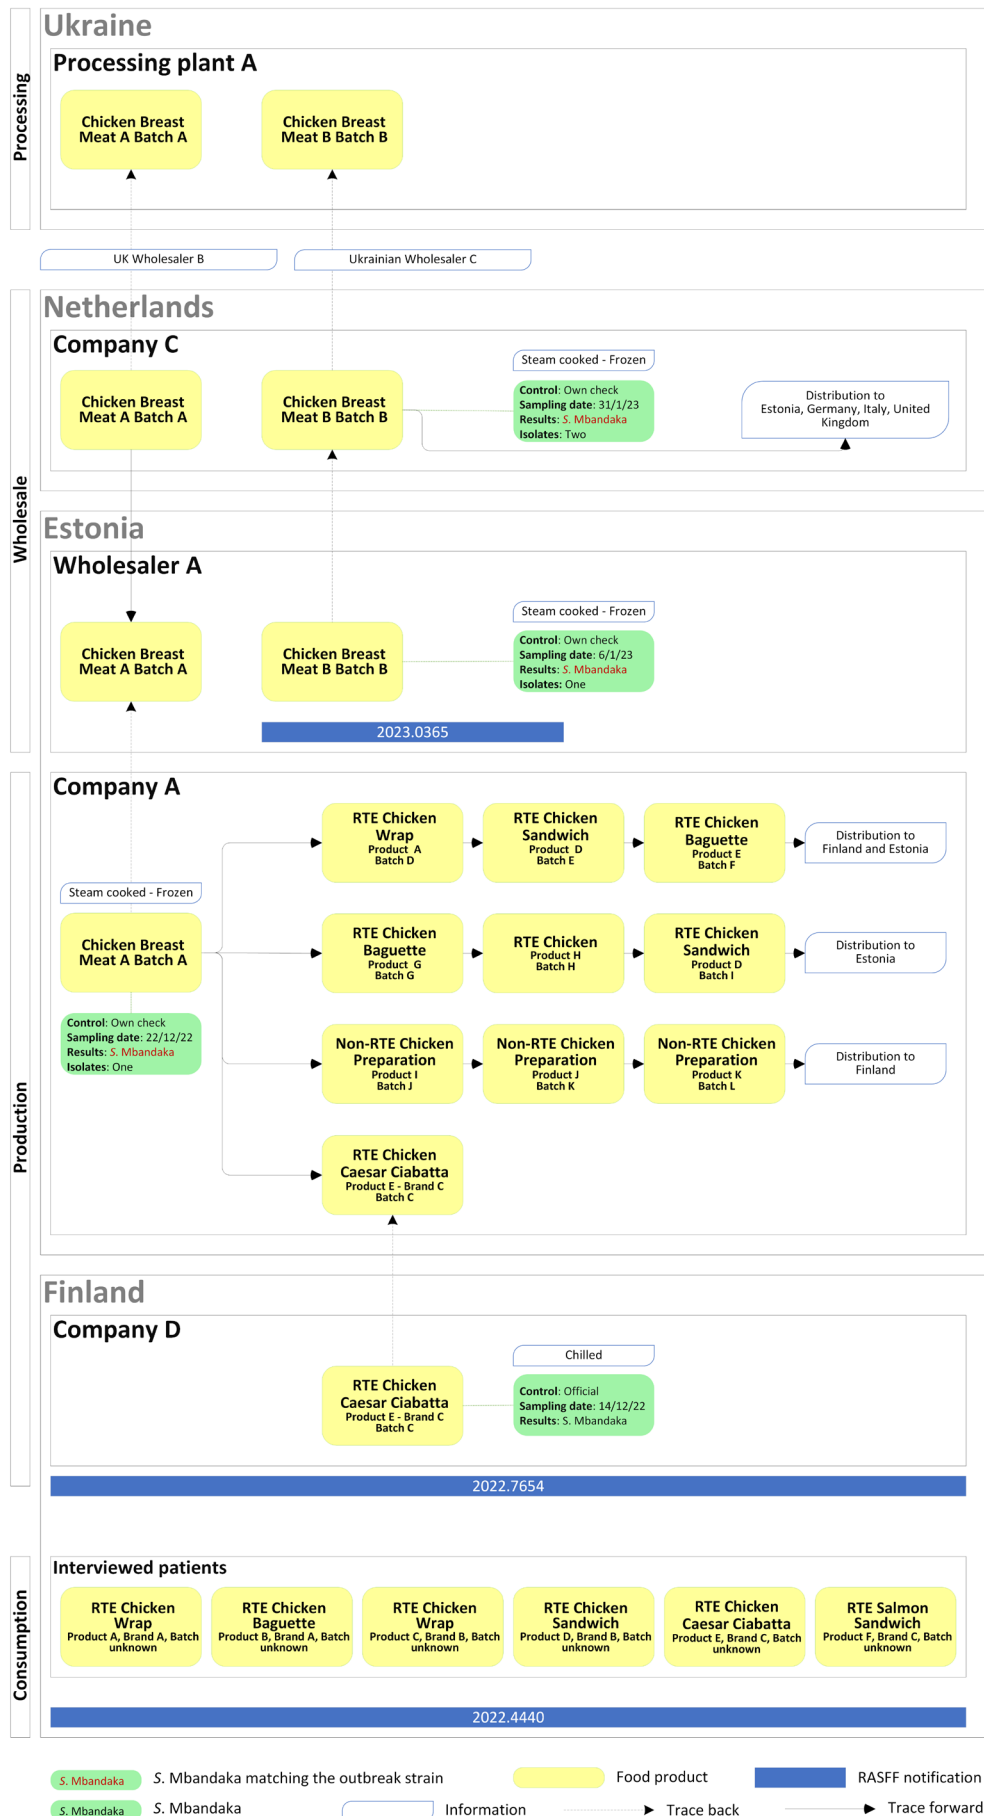 Processing
Ukraine
Processing plant A
Chicken Breast
Meat A Batch A
Chicken Breast
Meat B Batch B
UK Wholesaler B
Ukrainian Wholesaler C
Wholesale
Netherlands
Company C
Chicken Breast
Meat A Batch A
Chicken Breast
Meat B Batch B
Steam cooked - Frozen
Control: Own check
Sampling date: 31/1/23
Results: S. Mbandaka
Isolates: Two
Distribution to
Estonia, Germany, Italy, United
Kingdom
Estonia
Wholesaler A
Chicken Breast
Meat A Batch A
Chicken Breast
Meat B Batch B
Steam cooked - Frozen
Control: Own check
Sampling date: 6/1/23
Results: S. Mbandaka
Isolates: One
2023.0365
Production
Company A
Steam cooked - Frozen
Chicken Breast
Meat A Batch A
Control: Own check
Sampling date: 22/12/22
Results: S. Mbandaka
Isolates: One
RTE Chicken
Wrap
Product A
Batch D
RTE Chicken
Sandwich
Product D
Batch E
RTE Chicken
Baguette
Product E
Batch F
Distribution to
Finland and Estonia
RTE Chicken
Baguette
Product G
Batch G
RTE Chicken
Product H
Batch H
RTE Chicken
Sandwich
Product D
Batch I
Distribution to
Estonia
Non-RTE Chicken
Preparation
Product I
Batch J
Non-RTE Chicken
Preparation
Product J
Batch K
Non-RTE Chicken
Preparation
Product K
Batch L
Distribution to
Finland
RTE Chicken
Caesar Ciabatta
Product E - Brand C
Batch C
Finland
Company D
RTE Chicken
Caesar Ciabatta
Product E - Brand C
Batch C
Chilled
Control: Official
Sampling date: 14/12/22
Results: S. Mbandaka
2022.7654
Consumption
Interviewed patients
RTE Chicken
Wrap
Product A, Brand A, Batch
unknown
RTE Chicken
Baguette
Product B, Brand A, Batch
unknown
RTE Chicken
Wrap
Product C, Brand B, Batch
unknown
RTE Chicken
Sandwich
Product D, Brand B, Batch
unknown
RTE Chicken
Caesar Ciabatta
Product E, Brand C, Batch
unknown
RTE Salmon
Sandwich
Product F, Brand C, Batch
unknown
2022.4440
S. Mbandaka
S. Mbandaka matching the outbreak strain
Food product
RASFF notification
S. Mbandaka
S. Mbandaka
Information
Trace back
Trace forward